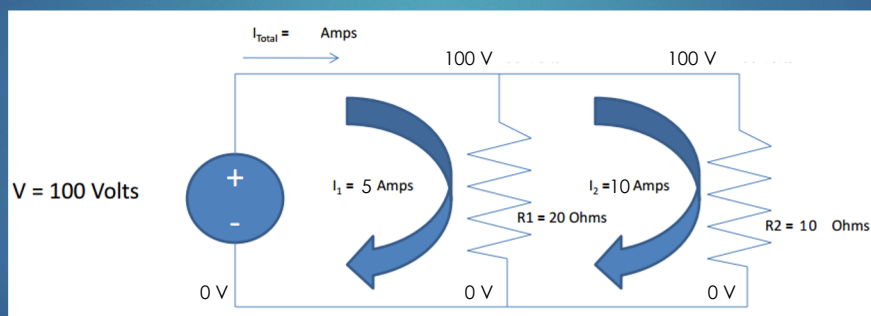 I Total = Amps
100 V 100 V
+
V = 100 Volts
I₁ = 5 Amps
I₂ =10 Amps
-
R1 = 20 Ohms
R2 = 10 Ohms
0 V 0 V 0 V